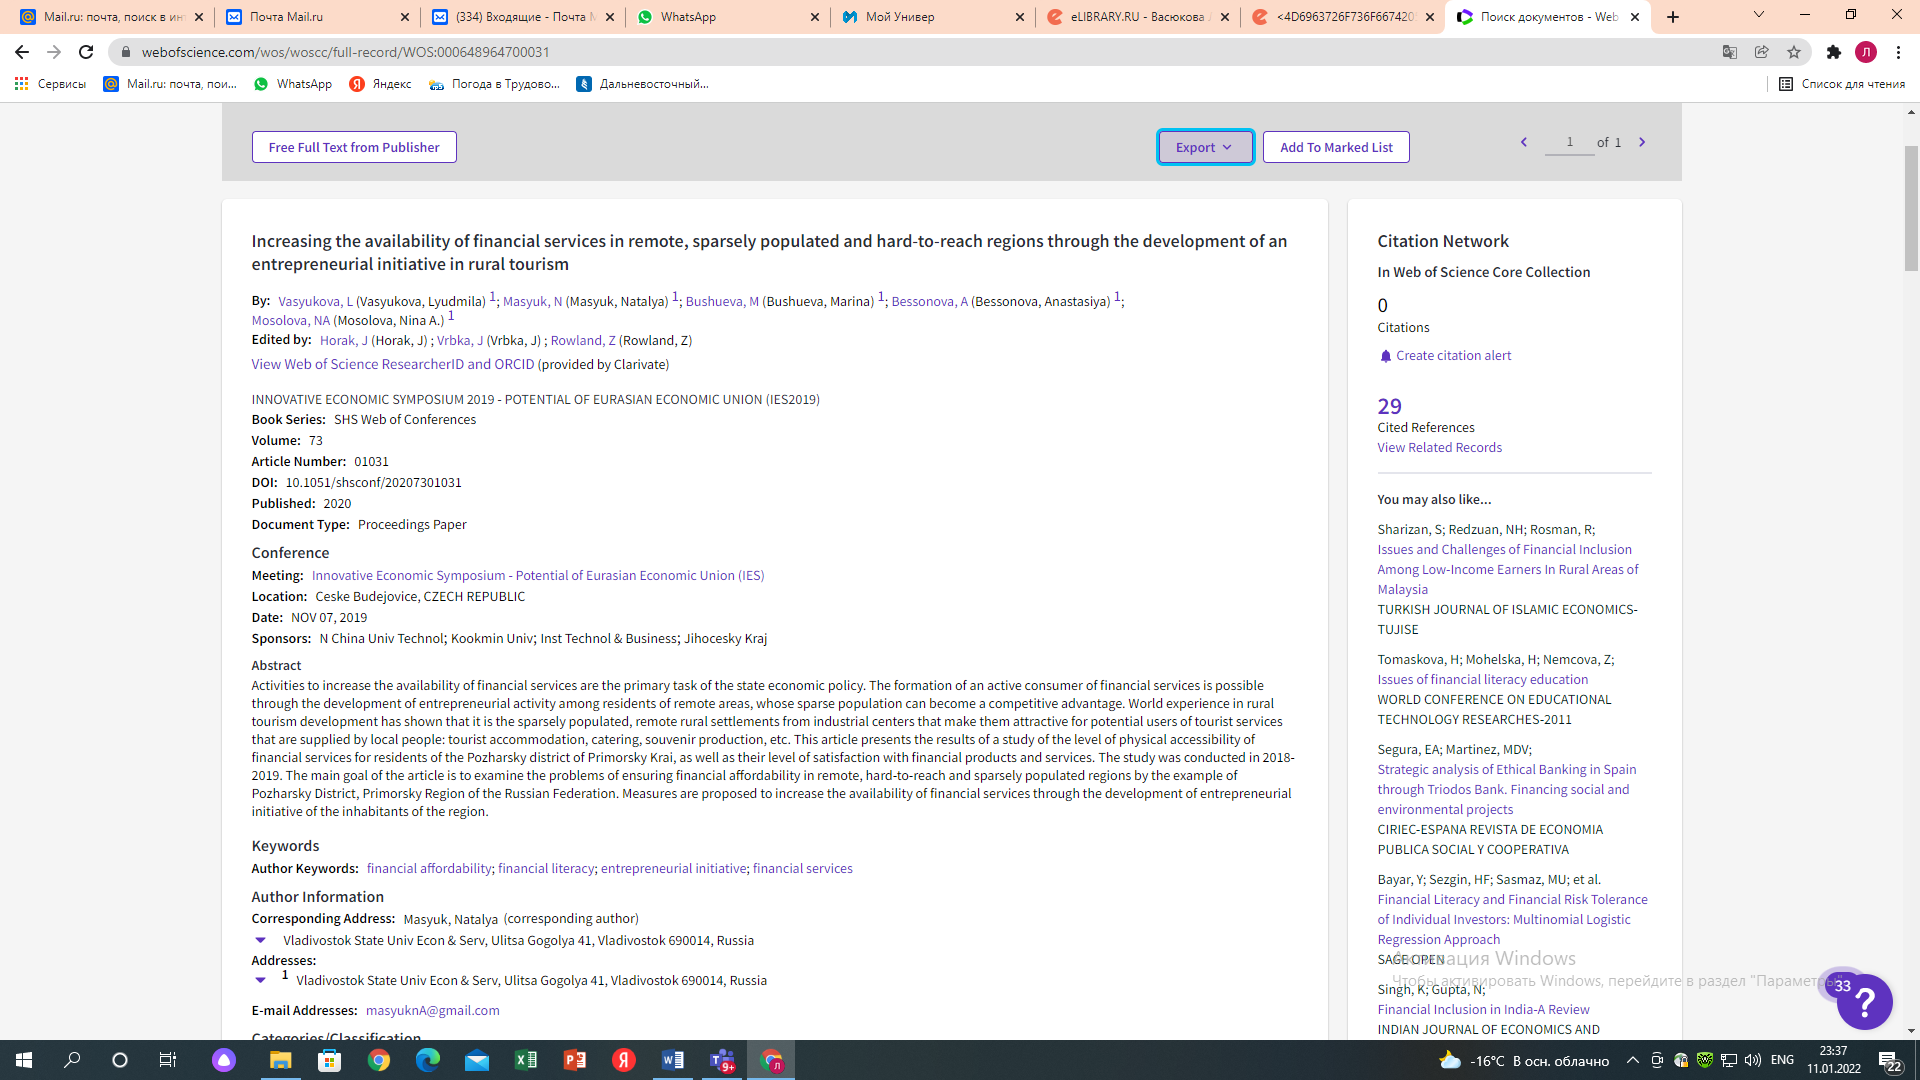 Mail.ru: почта, поиск в ин
Почта Mail.ru
(334) Входящие - Почта M
WhatsApp
Мой Универ
eLIBRARY.RU - Васюкова
<4D6963726F736F667420
Поиск документов - Web
webofscience.com/wos/woscc/full-record/WOS:000648964700031
Л
Сервисы
Mail.ru: почта, пои...
WhatsApp
Яндекс
Погода в Трудово...
Дальневосточный...
Список для чтения
Free Full Text from Publisher
Export
Add To Marked List
1 of 1
Increasing the availability of financial services in remote, sparsely populated and hard-to-reach regions through the development of an
entrepreneurial initiative in rural tourism
By: Vasyukova, L (Vasyukova, Lyudmila) 1; Masyuk, N (Masyuk, Natalya) 1; Bushueva, M (Bushueva, Marina) 1; Bessonova, A (Bessonova, Anastasiya) 1;
Mosolova, NA (Mosolova, Nina A.) 1
Edited by: Horak, J (Horak, J) ; Vrbka, J (Vrbka, J) ; Rowland, Z (Rowland, Z)
View Web of Science ResearcherID and ORCID (provided by Clarivate)
INNOVATIVE ECONOMIC SYMPOSIUM 2019 - POTENTIAL OF EURASIAN ECONOMIC UNION (IES2019)
Book Series: SHS Web of Conferences
Volume: 73
Article Number: 01031
DOI: 10.1051/shsconf/20207301031
Published: 2020
Document Type: Proceedings Paper
Conference
Meeting: Innovative Economic Symposium - Potential of Eurasian Economic Union (IES)
Location: Ceske Budejovice, CZECH REPUBLIC
Date: NOV 07, 2019
Sponsors: N China Univ Technol; Kookmin Univ; Inst Technol & Business; Jihocesky Kraj
Abstract
Activities to increase the availability of financial services are the primary task of the state economic policy. The formation of an active consumer of financial services is possible
through the development of entrepreneurial activity among residents of remote areas, whose sparse population can become a competitive advantage. World experience in rural
tourism development has shown that it is the sparsely populated, remote rural settlements from industrial centers that make them attractive for potential users of tourist services
that are supplied by local people: tourist accommodation, catering, souvenir production, etc. This article presents the results of a study of the level of physical accessibility of
financial services for residents of the Pozharsky district of Primorsky Krai, as well as their level of satisfaction with financial products and services. The study was conducted in 2018-
2019. The main goal of the article is to examine the problems of ensuring financial affordability in remote, hard-to-reach and sparsely populated regions by the example of
Pozharsky District, Primorsky Region of the Russian Federation. Measures are proposed to increase the availability of financial services through the development of entrepreneurial
initiative of the inhabitants of the region.
Keywords
Author Keywords: financial affordability; financial literacy; entrepreneurial initiative; financial services
Author Information
Corresponding Address: Masyuk, Natalya (corresponding author)
Vladivostok State Univ Econ & Serv, Ulitsa Gogolya 41, Vladivostok 690014, Russia
Addresses:
1 Vladivostok State Univ Econ & Serv, Ulitsa Gogolya 41, Vladivostok 690014, Russia
E-mail Addresses: masyuknA@gmail.com
Categories/Classification
Citation Network
In Web of Science Core Collection
0
Citations
Create citation alert
29
Cited References
View Related Records
You may also like...
Sharizan, S; Redzuan, NH; Rosman, R;
Issues and Challenges of Financial Inclusion
Among Low-Income Earners In Rural Areas of
Malaysia
TURKISH JOURNAL OF ISLAMIC ECONOMICS-
TUJISE
Tomaskova, H; Mohelska, H; Nemcova, Z;
Issues of financial literacy education
WORLD CONFERENCE ON EDUCATIONAL
TECHNOLOGY RESEARCHES-2011
Segura, EA; Martinez, MDV;
Strategic analysis of Ethical Banking in Spain
through Triodos Bank. Financing social and
environmental projects
CIRIEC-ESPANA REVISTA DE ECONOMIA
PUBLICA SOCIAL Y COOPERATIVA
Bayar, Y; Sezgin, HF; Sasmaz, MU; et al.
Financial Literacy and Financial Risk Tolerance
of Individual Investors: Multinomial Logistic
Regression Approach
SAGE OPEN
Singh, K; Gupta, N;
Financial Inclusion in India-A Review
INDIAN JOURNAL OF ECONOMICS AND
Активация Windows
Чтобы активировать Windows, перейдите в раздел "Параметры
33
?
9+
-16°C В осн. облачно
ENG
23:37
11.01.2022
22